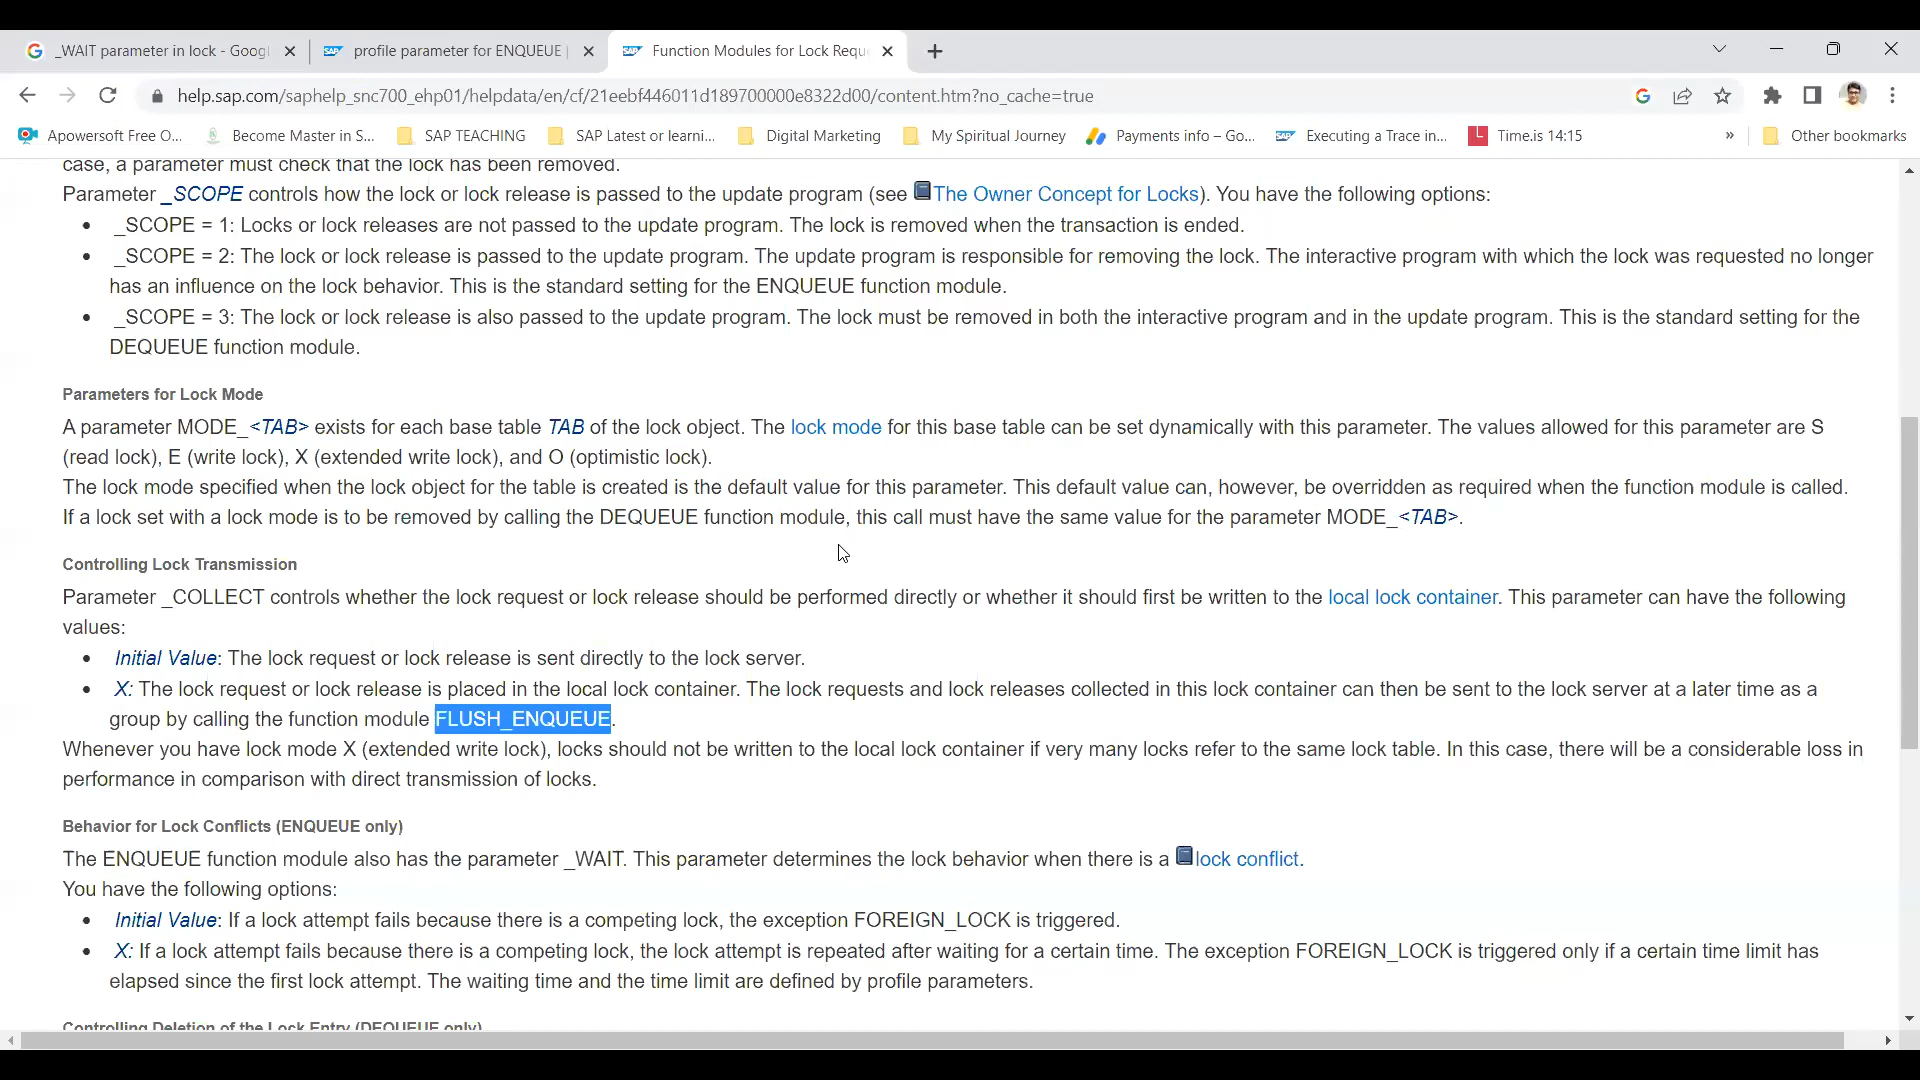 _WAIT parameter in lock - Googl
profile parameter for ENQUEUE |
Function Modules for Lock Requ
help.sap.com/saphelp_snc700_ehp01/helpdata/en/cf/21eebf446011d189700000e8322d00/content.htm?no_cache=true
Apowersoft Free O...
Become Master in S...
SAP TEACHING
SAP Latest or learni...
Digital Marketing
My Spiritual Journey
Payments info – Go...
Executing a Trace in...
Time.is 14:15
»
Other bookmarks
case, a parameter must check that the lock has been removed.
Parameter _SCOPE controls how the lock or lock release is passed to the update program (see The Owner Concept for Locks). You have the following options:
• _SCOPE = 1: Locks or lock releases are not passed to the update program. The lock is removed when the transaction is ended.
• _SCOPE = 2: The lock or lock release is passed to the update program. The update program is responsible for removing the lock. The interactive program with which the lock was requested no longer
has an influence on the lock behavior. This is the standard setting for the ENQUEUE function module.
• _SCOPE = 3: The lock or lock release is also passed to the update program. The lock must be removed in both the interactive program and in the update program. This is the standard setting for the
DEQUEUE function module.
Parameters for Lock Mode
A parameter MODE_<TAB> exists for each base table TAB of the lock object. The lock mode for this base table can be set dynamically with this parameter. The values allowed for this parameter are S
(read lock), E (write lock), X (extended write lock), and O (optimistic lock).
The lock mode specified when the lock object for the table is created is the default value for this parameter. This default value can, however, be overridden as required when the function module is called.
If a lock set with a lock mode is to be removed by calling the DEQUEUE function module, this call must have the same value for the parameter MODE_<TAB>.
Controlling Lock Transmission
Parameter _COLLECT controls whether the lock request or lock release should be performed directly or whether it should first be written to the local lock container. This parameter can have the following
values:
• Initial Value: The lock request or lock release is sent directly to the lock server.
• X: The lock request or lock release is placed in the local lock container. The lock requests and lock releases collected in this lock container can then be sent to the lock server at a later time as a
group by calling the function module FLUSH_ENQUEUE.
Whenever you have lock mode X (extended write lock), locks should not be written to the local lock container if very many locks refer to the same lock table. In this case, there will be a considerable loss in
performance in comparison with direct transmission of locks.
Behavior for Lock Conflicts (ENQUEUE only)
The ENQUEUE function module also has the parameter _WAIT. This parameter determines the lock behavior when there is a lock conflict.
You have the following options:
• Initial Value: If a lock attempt fails because there is a competing lock, the exception FOREIGN_LOCK is triggered.
• X: If a lock attempt fails because there is a competing lock, the lock attempt is repeated after waiting for a certain time. The exception FOREIGN_LOCK is triggered only if a certain time limit has
elapsed since the first lock attempt. The waiting time and the time limit are defined by profile parameters.
Controlling Deletion of the Lock Entry (DEQUEUE only)